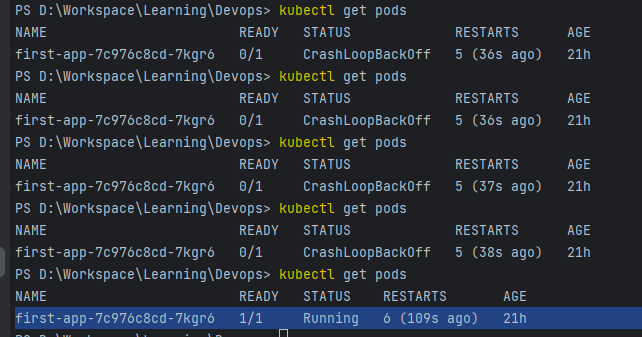 PS D:\Workspace\Learning\Devops> kubectl get pods
NAME READY STATUS RESTARTS AGE
first-app-7c976c8cd-7kgr6 0/1 CrashLoopBackOff 5 (36s ago) 21h
PS D:\Workspace\Learning\Devops> kubectl get pods
NAME READY STATUS RESTARTS AGE
first-app-7c976c8cd-7kgr6 0/1 CrashLoopBackOff 5 (36s ago) 21h
PS D:\Workspace\Learning\Devops> kubectl get pods
NAME READY STATUS RESTARTS AGE
first-app-7c976c8cd-7kgr6 0/1 CrashLoopBackOff 5 (37s ago) 21h
PS D:\Workspace\Learning\Devops> kubectl get pods
NAME READY STATUS RESTARTS AGE
first-app-7c976c8cd-7kgr6 0/1 CrashLoopBackOff 5 (38s ago) 21h
PS D:\Workspace\Learning\Devops> kubectl get pods
NAME READY STATUS RESTARTS AGE
first-app-7c976c8cd-7kgr6 1/1 Running 6 (109s ago) 21h